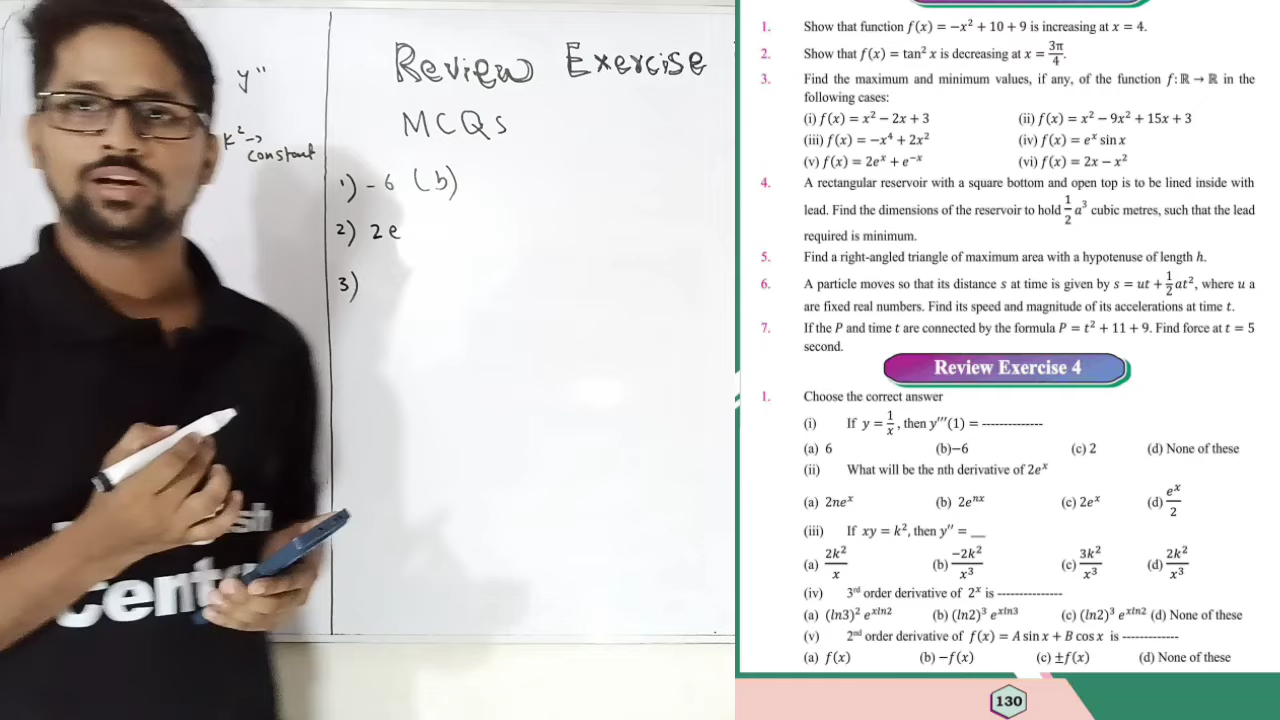 y"
k² →
constant
Review Exercise
MCQs
1) -6 (b)
2) 2e
3)
cent
1. Show that function f(x) = −x² + 10 + 9 is increasing at x = 4.
2. Show that f(x) = tan² x is decreasing at x = 3π/4.
3. Find the maximum and minimum values, if any, of the function f: ℝ → ℝ in the
following cases:
(i) f(x) = x² − 2x + 3 (ii) f(x) = x² − 9x² + 15x + 3
(iii) f(x) = −x⁴ + 2x² (iv) f(x) = eˣ sin x
(v) f(x) = 2eˣ + e⁻ˣ (vi) f(x) = 2x − x²
4. A rectangular reservoir with a square bottom and open top is to be lined inside with
lead. Find the dimensions of the reservoir to hold 1/2 a³ cubic metres, such that the lead
required is minimum.
5. Find a right-angled triangle of maximum area with a hypotenuse of length h.
6. A particle moves so that its distance s at time is given by s = ut + 1/2 at², where u a
are fixed real numbers. Find its speed and magnitude of its accelerations at time t.
7. If the P and time t are connected by the formula P = t² + 11 + 9. Find force at t = 5
second.
Review Exercise 4
1. Choose the correct answer
(i) If y = 1/x, then y'''(1) = --------------
(a) 6 (b)−6 (c) 2 (d) None of these
(ii) What will be the nth derivative of 2eˣ
(a) 2neˣ (b) 2eⁿˣ (c) 2eˣ (d) eˣ/2
(iii) If xy = k², then y'' = __
(a) 2k²/x (b) −2k²/x³ (c) 3k²/x³ (d) 2k²/x³
(iv) 3rd order derivative of 2ˣ is --------------
(a) (ln3)² e^xln2 (b) (ln2)³ e^xln3 (c) (ln2)³ e^xln2 (d) None of these
(v) 2nd order derivative of f(x) = A sin x + B cos x is -------------
(a) f(x) (b) −f(x) (c) ±f(x) (d) None of these
130